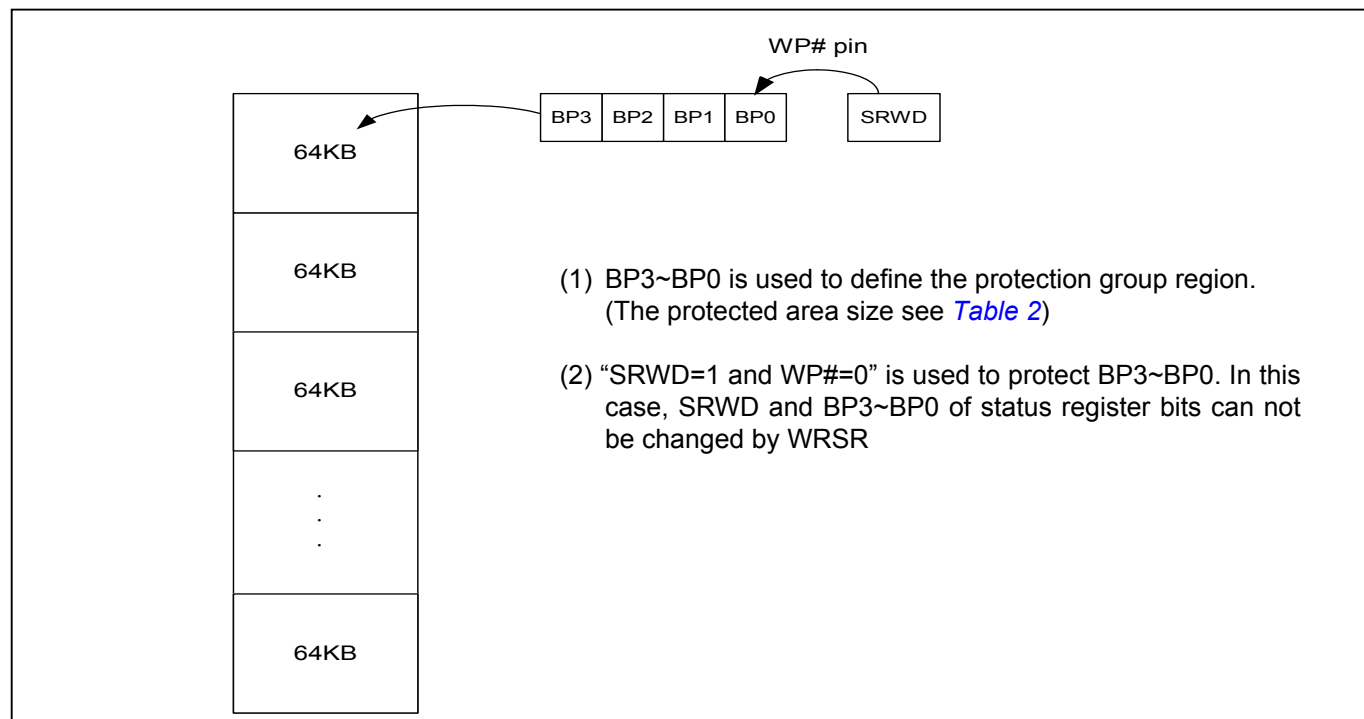 WP# pin
BP3 BP2 BP1 BP0 SRWD
64KB
64KB
64KB
.
.
.
64KB
(1) BP3~BP0 is used to define the protection group region.
(The protected area size see Table 2)
(2) “SRWD=1 and WP#=0” is used to protect BP3~BP0. In this
case, SRWD and BP3~BP0 of status register bits can not
be changed by WRSR